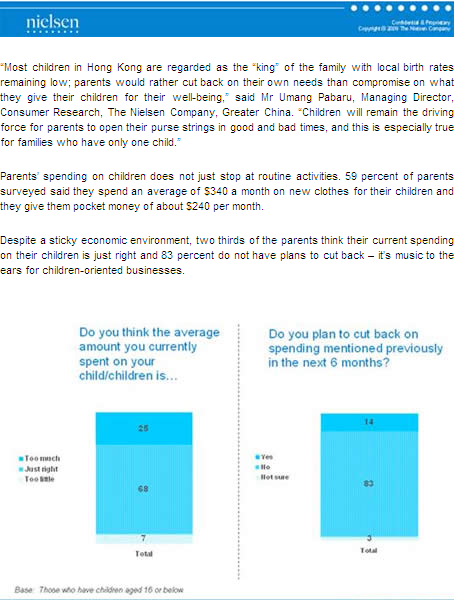 nielsen
Confidential & Proprietary
Copyright © 2009 The Nielsen Company
“Most children in Hong Kong are regarded as the “king” of the family with local birth rates
remaining low; parents would rather cut back on their own needs than compromise on what
they give their children for their well-being,” said Mr Umang Pabaru, Managing Director,
Consumer Research, The Nielsen Company, Greater China. “Children will remain the driving
force for parents to open their purse strings in good and bad times, and this is especially true
for families who have only one child.”
Parents’ spending on children does not just stop at routine activities. 59 percent of parents
surveyed said they spend an average of $340 a month on new clothes for their children and
they give them pocket money of about $240 per month.
Despite a sticky economic environment, two thirds of the parents think their current spending
on their children is just right and 83 percent do not have plans to cut back – it’s music to the
ears for children-oriented businesses.
Do you think the average
amount you currently
spent on your
child/children is...
25
Too much
Just right
Too little
68
7
Total
Do you plan to cut back on
spending mentioned previously
in the next 6 months?
14
Yes
No
Not sure
83
3
Total
Base: Those who have children aged 16 or below